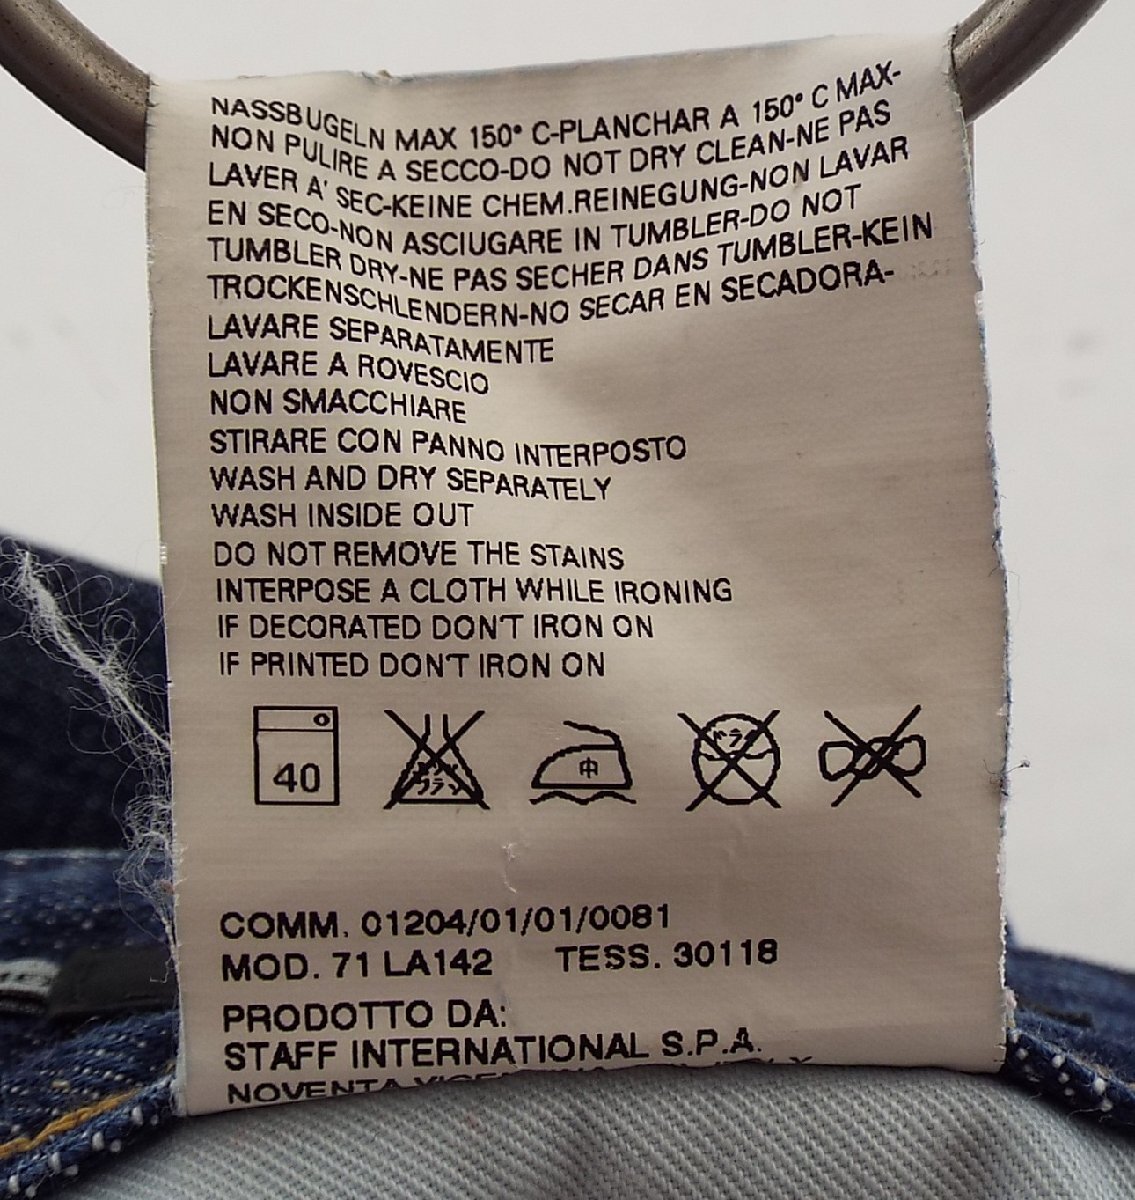 NASSBUGELN MAX 150° C-PLANCHAR A 150° C MAX-
NON PULIRE A SECCO-DO NOT DRY CLEAN-NE PAS
LAVER A' SEC-KEINE CHEM.REINEGUNG-NON LAVAR
EN SECO-NON ASCIUGARE IN TUMBLER-DO NOT
TUMBLER DRY-NE PAS SECHER DANS TUMBLER-KEIN
TROCKENSCHLENDERN-NO SECAR EN SECADORA-
LAVARE SEPARATAMENTE
LAVARE A ROVESCIO
NON SMACCHIARE
STIRARE CON PANNO INTERPOSTO
WASH AND DRY SEPARATELY
WASH INSIDE OUT
DO NOT REMOVE THE STAINS
INTERPOSE A CLOTH WHILE IRONING
IF DECORATED DON'T IRON ON
IF PRINTED DON'T IRON ON
40 中
COMM. 01204/01/01/0081
MOD. 71 LA142 TESS. 30118
PRODOTTO DA:
STAFF INTERNATIONAL S.P.A.
NOVENTA